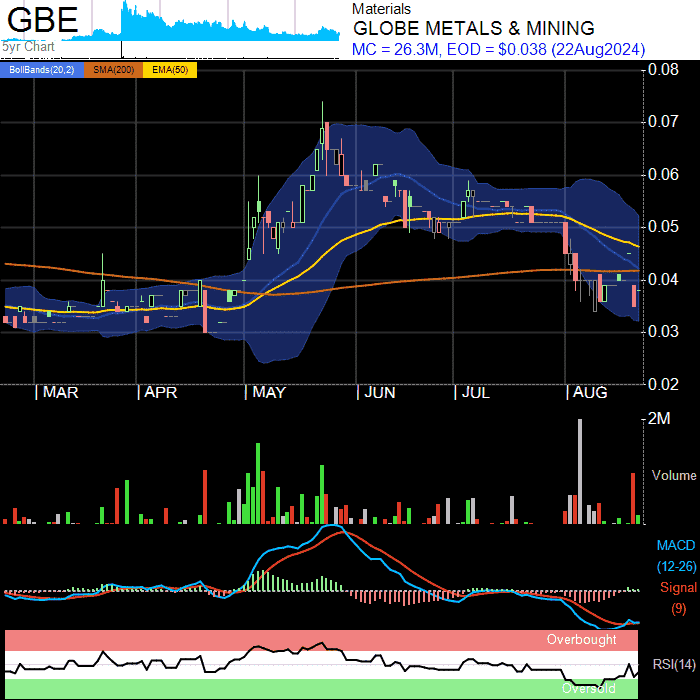 GBE
5yr Chart
Materials
GLOBE METALS & MINING
MC = 26.3M, EOD = $0.038 (22Aug2024)
BollBands(20,2) SMA(200) EMA(50)
0.08
0.07
0.06
0.05
0.04
0.03
0.02
MAR APR MAY JUN JUL AUG
2M
Volume
MACD
(12-26)
Signal
(9)
Overbought
RSI(14)
Oversold